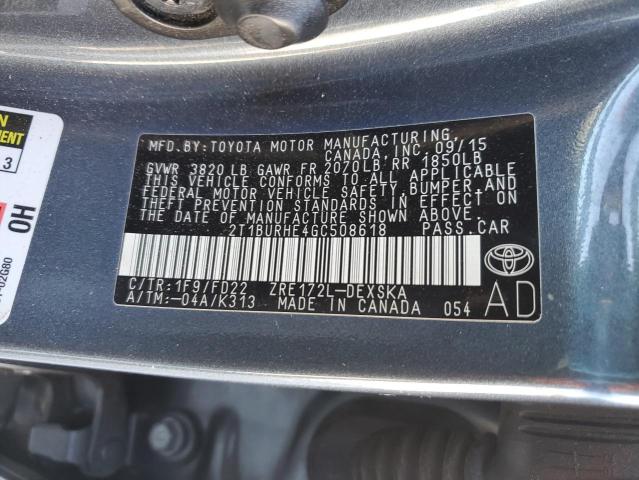 MFD.BY:TOYOTA MOTOR MANUFACTURING,
CANADA, INC. 09/15
GVWR 3820 LB GAWR FR 2070LB RR 1850LB
THIS VEHICLE CONFORMS TO ALL APPLICABLE
FEDERAL MOTOR VEHICLE SAFETY, BUMPER, AND
THEFT PREVENTION STANDARDS IN EFFECT ON
THE DATE OF MANUFACTURE SHOWN ABOVE.
2T1BURHE4GC508618 PASS.CAR
C/TR:1F9/FD22 ZRE172L-DEXSKA
A/TM:-04A/K313 MADE IN CANADA 054
AD
3
HO